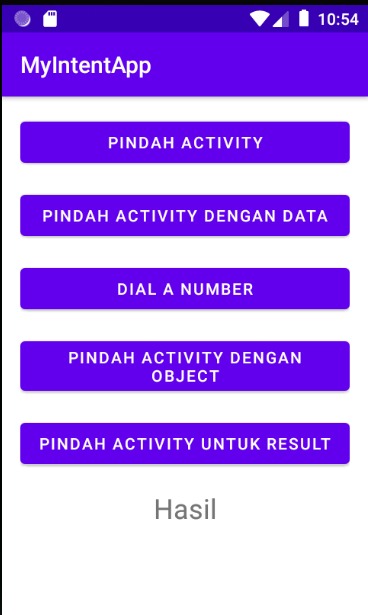 10:54
MyIntentApp
PINDAH ACTIVITY
PINDAH ACTIVITY DENGAN DATA
DIAL A NUMBER
PINDAH ACTIVITY DENGAN
OBJECT
PINDAH ACTIVITY UNTUK RESULT
Hasil